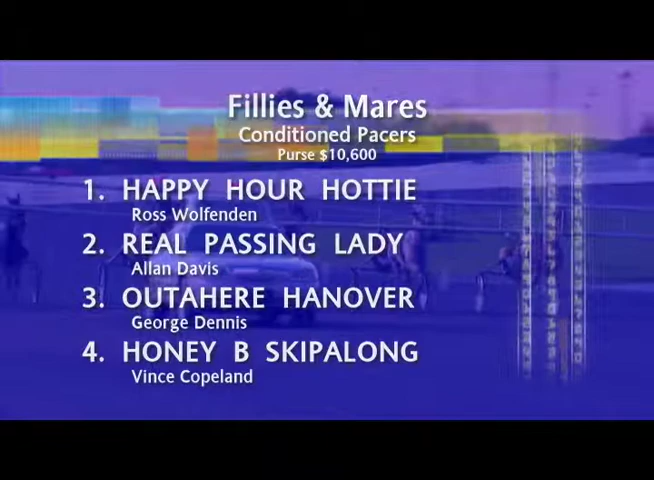 Fillies & Mares
Conditioned Pacers
Purse $10,600
1. HAPPY HOUR HOTTIE
Ross Wolfenden
2. REAL PASSING LADY
Allan Davis
3. OUTAHERE HANOVER
George Dennis
4. HONEY B SKIPALONG
Vince Copeland